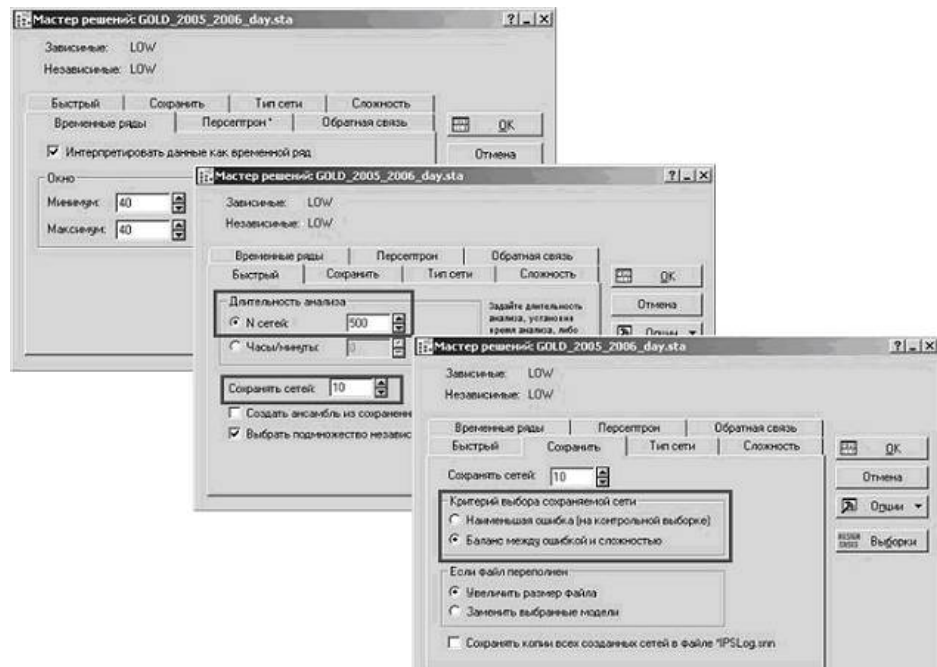 Мастер решений: GOLD_2005_2006_day.sta
Зависимые: LOW
Независимые: LOW
Быстрый Сохранить Тип сети Сложность
Временные ряды Персептрон* Обратная связь
OK
Интерпретировать данные как временной ряд
Отмена
Окно
Минимум: 40
Максимум: 40
Мастер решений: GOLD_2005_2006_day.sta
Зависимые: LOW
Независимые: LOW
Временные ряды Персептрон Обратная связь
Быстрый Сохранить Тип сети Сложность
OK
Длительность анализа
N сетей: 500
Часы/минуты: 0
Задайте длительность
анализа, установив
время анализа, либо
Отмена
Опции
Сохранять сетей: 10
Создать ансамбль из сохраненн
Выбрать подмножество независ
Мастер решений: GOLD_2005_2006_day.sta
Зависимые: LOW
Независимые: LOW
Временные ряды Персептрон Обратная связь
Быстрый Сохранить Тип сети Сложность
OK
Сохранять сетей: 10
Отмена
Критерий выбора сохраняемой сети
Наименьшая ошибка (на контрольной выборке)
Баланс между ошибкой и сложностью
Опции
Выборки
Если файл переполнен
Увеличить размер файла
Заменить выбранные модели
Сохранять копии всех созданных сетей в файле *IPSLog.snn